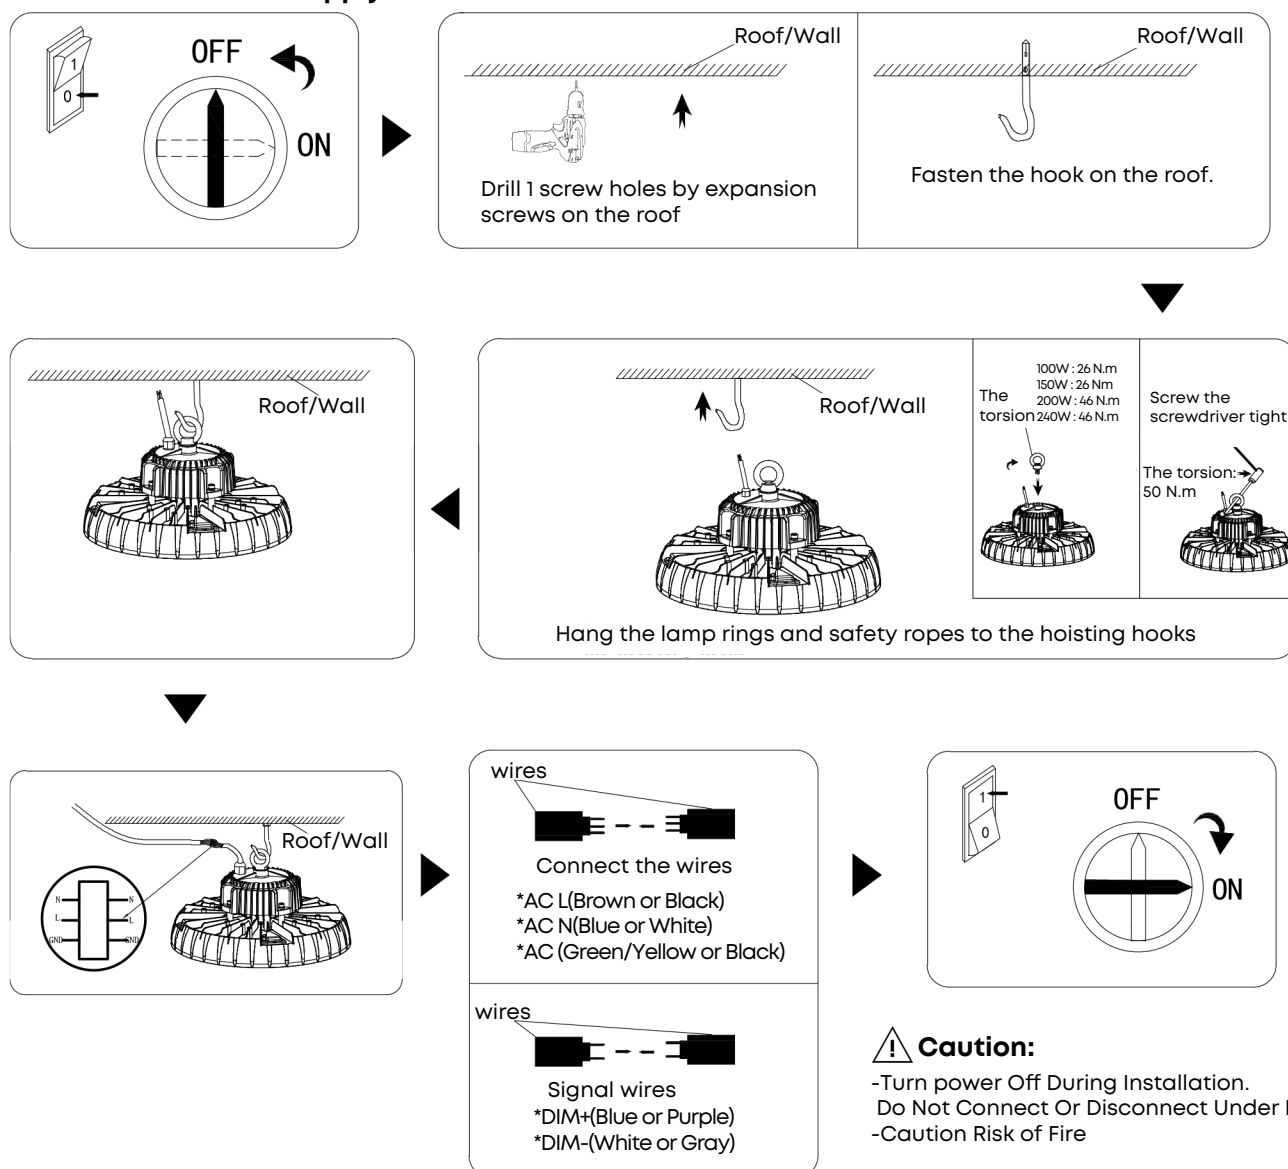 OFF
1
0
ON
Roof/Wall
Drill 1 screw holes by expansion
screws on the roof
Roof/Wall
Fasten the hook on the roof.
Roof/Wall
Roof/Wall
The
torsion
100W : 26 N.m
150W : 26 Nm
200W : 46 N.m
240W : 46 N.m
Screw the
screwdriver tight
The torsion:
50 N.m
Hang the lamp rings and safety ropes to the hoisting hooks
Roof/Wall
N N
L L
GND GND
wires
Connect the wires
*AC L(Brown or Black)
*AC N(Blue or White)
*AC (Green/Yellow or Black)
wires
Signal wires
*DIM+(Blue or Purple)
*DIM-(White or Gray)
1
0
OFF
ON
Caution:
-Turn power Off During Installation.
Do Not Connect Or Disconnect Under
-Caution Risk of Fire